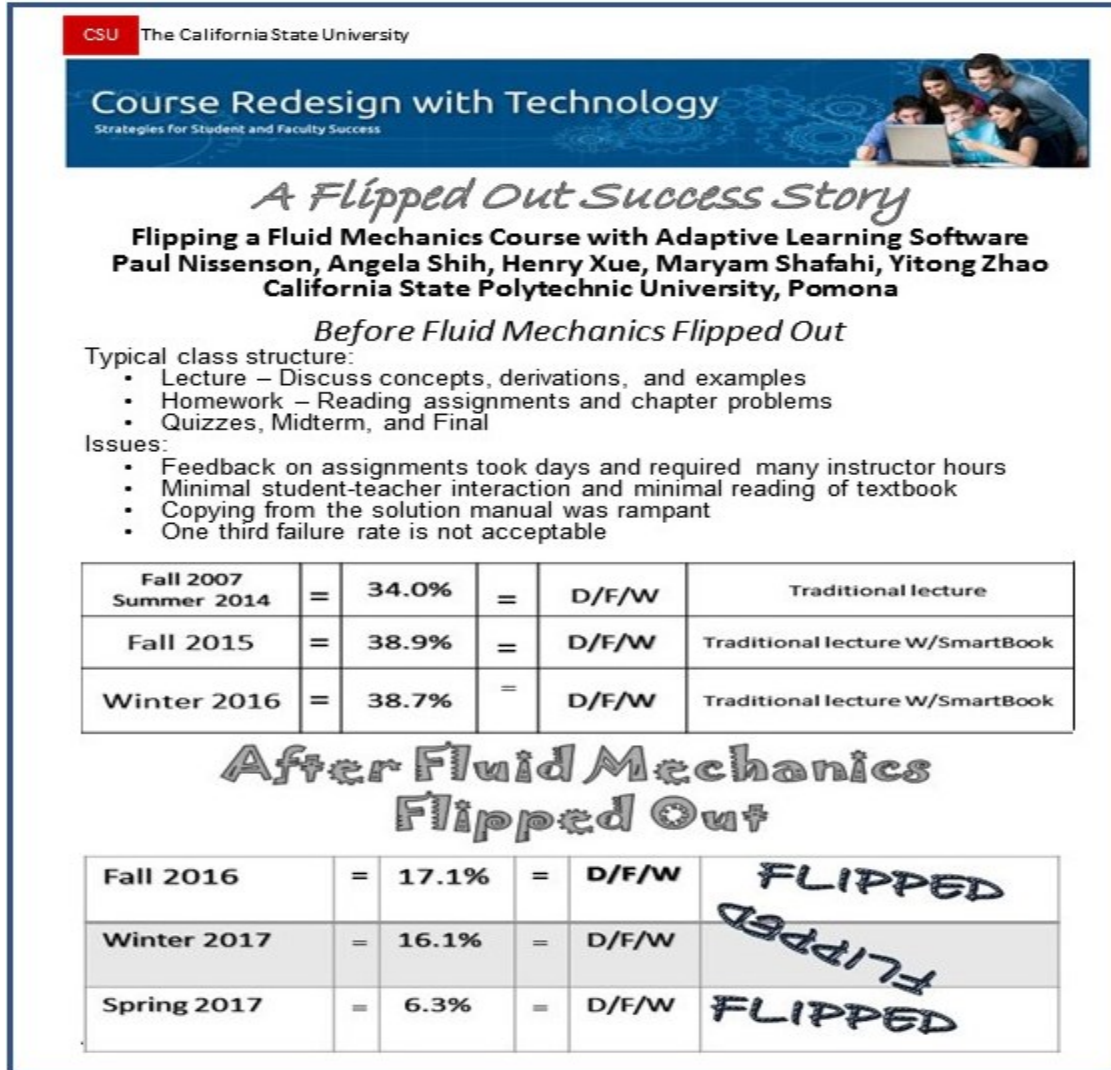 CSU The California State University
Course Redesign with Technology
Strategies for Student and Faculty Success
A Flipped Out Success Story
Flipping a Fluid Mechanics Course with Adaptive Learning Software
Paul Nissenson, Angela Shih, Henry Xue, Maryam Shafahi, Yitong Zhao
California State Polytechnic University, Pomona
Before Fluid Mechanics Flipped Out
Typical class structure:
• Lecture – Discuss concepts, derivations, and examples
• Homework – Reading assignments and chapter problems
• Quizzes, Midterm, and Final
Issues:
• Feedback on assignments took days and required many instructor hours
• Minimal student-teacher interaction and minimal reading of textbook
• Copying from the solution manual was rampant
• One third failure rate is not acceptable
Fall 2007
Summer 2014 = 34.0% = D/F/W Traditional lecture
Fall 2015 = 38.9% = D/F/W Traditional lecture W/SmartBook
Winter 2016 = 38.7% = D/F/W Traditional lecture W/SmartBook
After Fluid Mechanics
Flipped Out
Fall 2016 = 17.1% = D/F/W FLIPPED
Winter 2017 = 16.1% = D/F/W FLIPPED
Spring 2017 = 6.3% = D/F/W FLIPPED